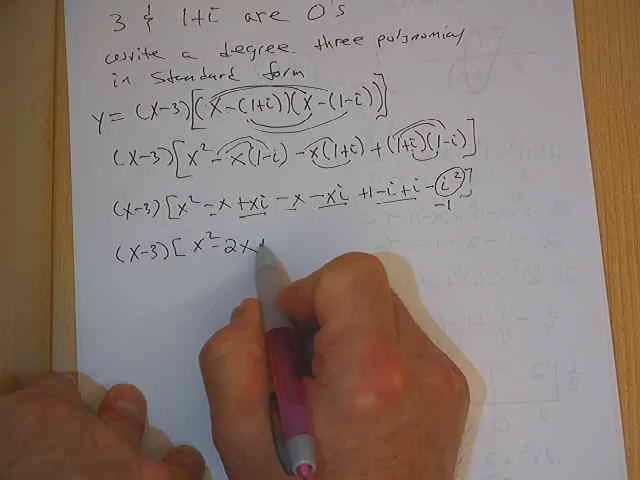 3 & 1+i are 0's
write a degree three polynomial
in standard form
y = (x-3)[(x-(1+i))(x-(1-i))]
(x-3)[x² - x(1-i) - x(1+i) + (1+i)(1-i)]
(x-3)[x² - x + xi - x - xi + 1 - i + i - i²]
-1
(x-3)[x² - 2x